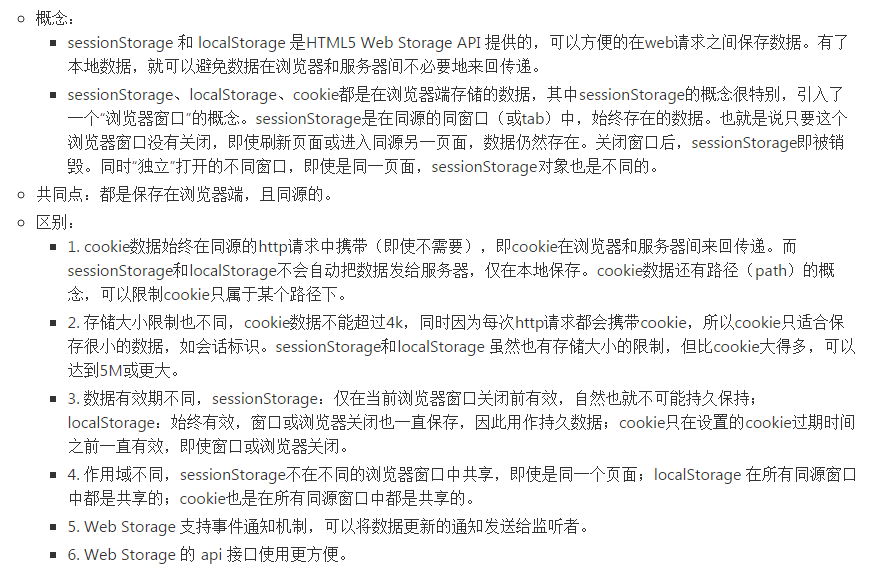 概念：
sessionStorage 和 localStorage 是HTML5 Web Storage API 提供的，可以方便的在web请求之间保存数据。有了
本地数据，就可以避免数据在浏览器和服务器间不必要地来回传递。
sessionStorage、localStorage、cookie都是在浏览器端存储的数据，其中sessionStorage的概念很特别，引入了
一个“浏览器窗口”的概念。sessionStorage是在同源的同窗口（或tab）中，始终存在的数据。也就是说只要这个
浏览器窗口没有关闭，即使刷新页面或进入同源另一页面，数据仍然存在。关闭窗口后，sessionStorage即被销
毁。同时“独立”打开的不同窗口，即使是同一页面，sessionStorage对象也是不同的。
共同点：都是保存在浏览器端，且同源的。
区别：
1. cookie数据始终在同源的http请求中携带（即使不需要），即cookie在浏览器和服务器间来回传递。而
sessionStorage和localStorage不会自动把数据发给服务器，仅在本地保存。cookie数据还有路径（path）的概
念，可以限制cookie只属于某个路径下。
2. 存储大小限制也不同，cookie数据不能超过4k，同时因为每次http请求都会携带cookie，所以cookie只适合保
存很小的数据，如会话标识。sessionStorage和localStorage 虽然也有存储大小的限制，但比cookie大得多，可以
达到5M或更大。
3. 数据有效期不同，sessionStorage：仅在当前浏览器窗口关闭前有效，自然也就不可能持久保持；
localStorage：始终有效，窗口或浏览器关闭也一直保存，因此用作持久数据；cookie只在设置的cookie过期时间
之前一直有效，即使窗口或浏览器关闭。
4. 作用域不同，sessionStorage不在不同的浏览器窗口中共享，即使是同一个页面；localStorage 在所有同源窗口
中都是共享的；cookie也是在所有同源窗口中都是共享的。
5. Web Storage 支持事件通知机制，可以将数据更新的通知发送给监听者。
6. Web Storage 的 api 接口使用更方便。